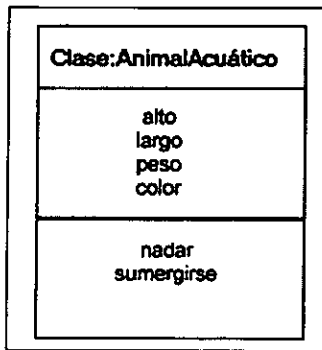 Clase:AnimalAcuático
alto
largo
peso
color
nadar
sumergirse